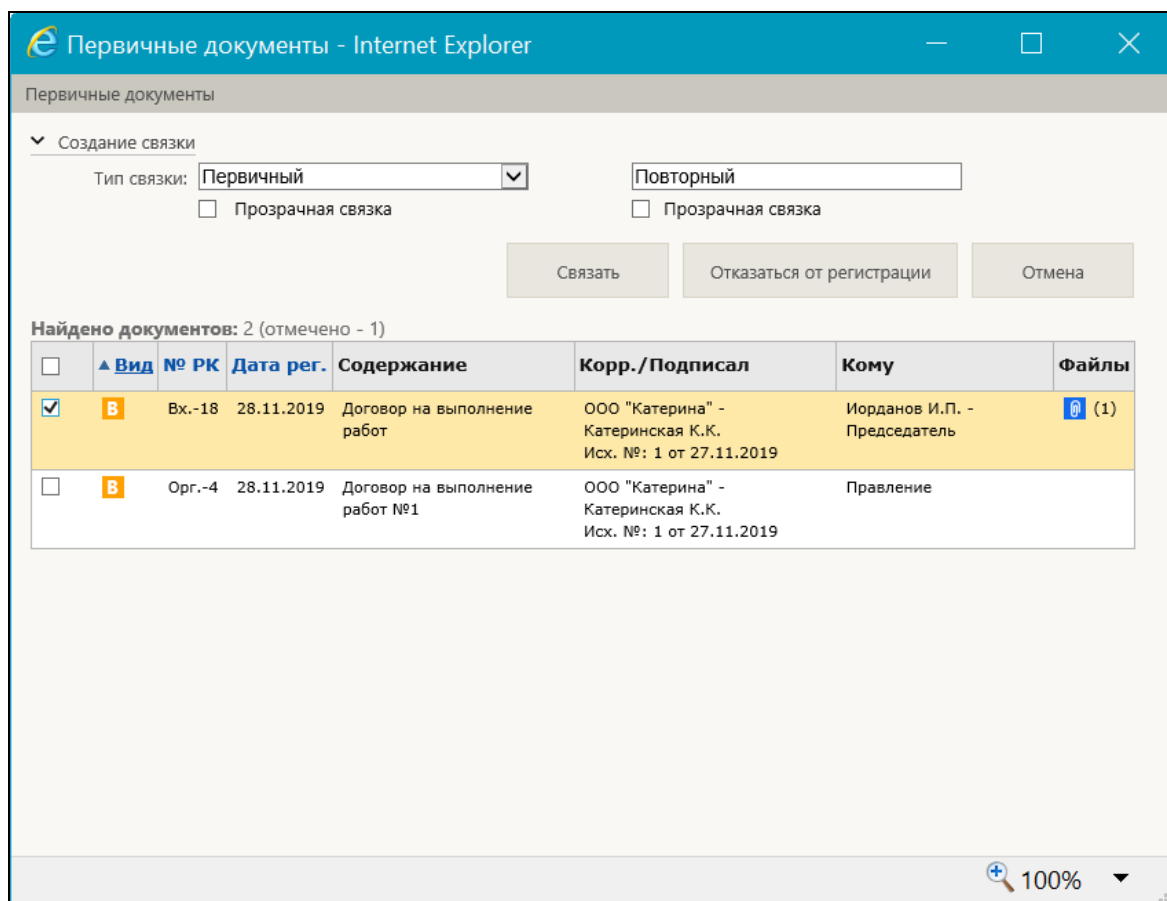 Первичные документы - Internet Explorer
Первичные документы
Создание связки
Тип связки: Первичный Повторный
Прозрачная связка Прозрачная связка
Связать Отказаться от регистрации Отмена
Найдено документов: 2 (отмечено - 1)
Вид № РК Дата рег. Содержание Корр./Подписал Кому Файлы
В Вх.-18 28.11.2019 Договор на выполнение ООО "Катерина" - Иорданов И.П. - (1)
работ Катеринская К.К. Председатель
Исх. №: 1 от 27.11.2019
В Орг.-4 28.11.2019 Договор на выполнение ООО "Катерина" - Правление
работ №1 Катеринская К.К.
Исх. №: 1 от 27.11.2019
100%